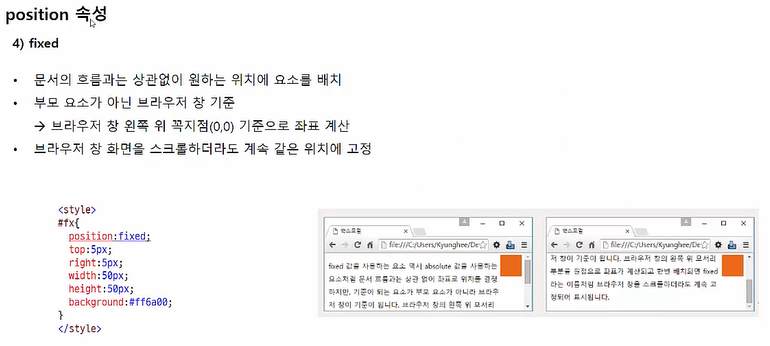 position 속성
4) fixed
• 문서의 흐름과는 상관없이 원하는 위치에 요소를 배치
• 부모 요소가 아닌 브라우저 창 기준
→ 브라우저 창 왼쪽 위 꼭지점(0,0) 기준으로 좌표 계산
• 브라우저 창 화면을 스크롤하더라도 계속 같은 위치에 고정
<style>
#fx{
position:fixed;
top:5px;
right:5px;
width:50px;
height:50px;
background:#ff6a00;
}
</style>
박스모델
file:///C:/Users/Kyunghee/De
fixed 값을 사용하는 요소 역시 absolute 값을 사용하는
요소처럼 문서 흐름과는 상관 없이 좌표로 위치를 결정
하지만, 기준이 되는 요소가 부모 요소가 아니라 브라우
저 창이 기준이 됩니다. 브라우저 창의 왼쪽 위 모서리
박스모델
file:///C:/Users/Kyunghee/De
저 창이 기준이 됩니다. 브라우저 창의 왼쪽 위 모서리
부분을 원점으로 좌표가 계산되고 한번 배치되면 fixed
라는 이름처럼 브라우저 창을 스크롤하더라도 계속 고
정되어 표시됩니다.